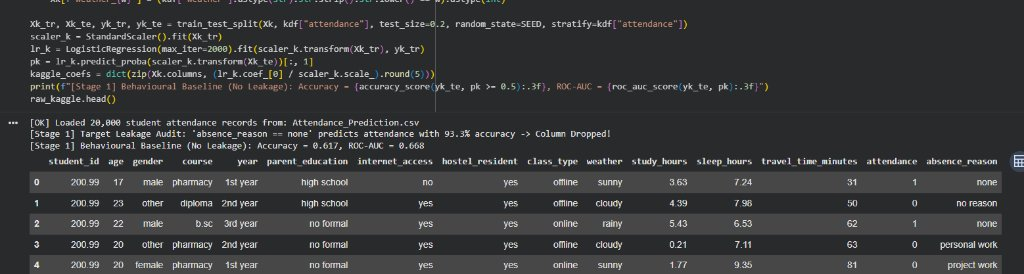 Xk_tr, Xk_te, yk_tr, yk_te = train_test_split(Xk, kdf["attendance"], test_size=0.2, random_state=SEED, stratify=kdf["attendance"])
scaler_k = StandardScaler().fit(Xk_tr)
lr_k = LogisticRegression(max_iter=2000).fit(scaler_k.transform(Xk_tr), yk_tr)
pk = lr_k.predict_proba(scaler_k.transform(Xk_te))[:, 1]
kaggle_coefs = dict(zip(Xk.columns, (lr_k.coef_[0] / scaler_k.scale_).round(5)))
print(f"[Stage 1] Behavioural Baseline (No Leakage): Accuracy = {accuracy_score(yk_te, pk >= 0.5):.3f}, ROC-AUC = {roc_auc_score(yk_te, pk):.3f}")
raw_kaggle.head()
[OK] Loaded 20,000 student attendance records from: Attendance_Prediction.csv
[Stage 1] Target Leakage Audit: 'absence_reason == none' predicts attendance with 93.3% accuracy -> Column Dropped!
[Stage 1] Behavioural Baseline (No Leakage): Accuracy = 0.617, ROC-AUC = 0.668
student_id age gender course year parent_education internet_access hostel_resident class_type weather study_hours sleep_hours travel_time_minutes attendance absence_reason
0 200.99 17 male pharmacy 1st year high school no yes offline sunny 3.63 7.24 31 1 none
1 200.99 23 other diploma 2nd year high school yes yes offline cloudy 4.39 7.98 50 0 no reason
2 200.99 22 male b.sc 3rd year no formal yes yes online rainy 5.43 6.53 62 1 none
3 200.99 20 other pharmacy 2nd year no formal yes yes offline cloudy 0.21 7.11 63 0 personal work
4 200.99 20 female pharmacy 1st year no formal yes yes online sunny 1.77 9.35 81 0 project work